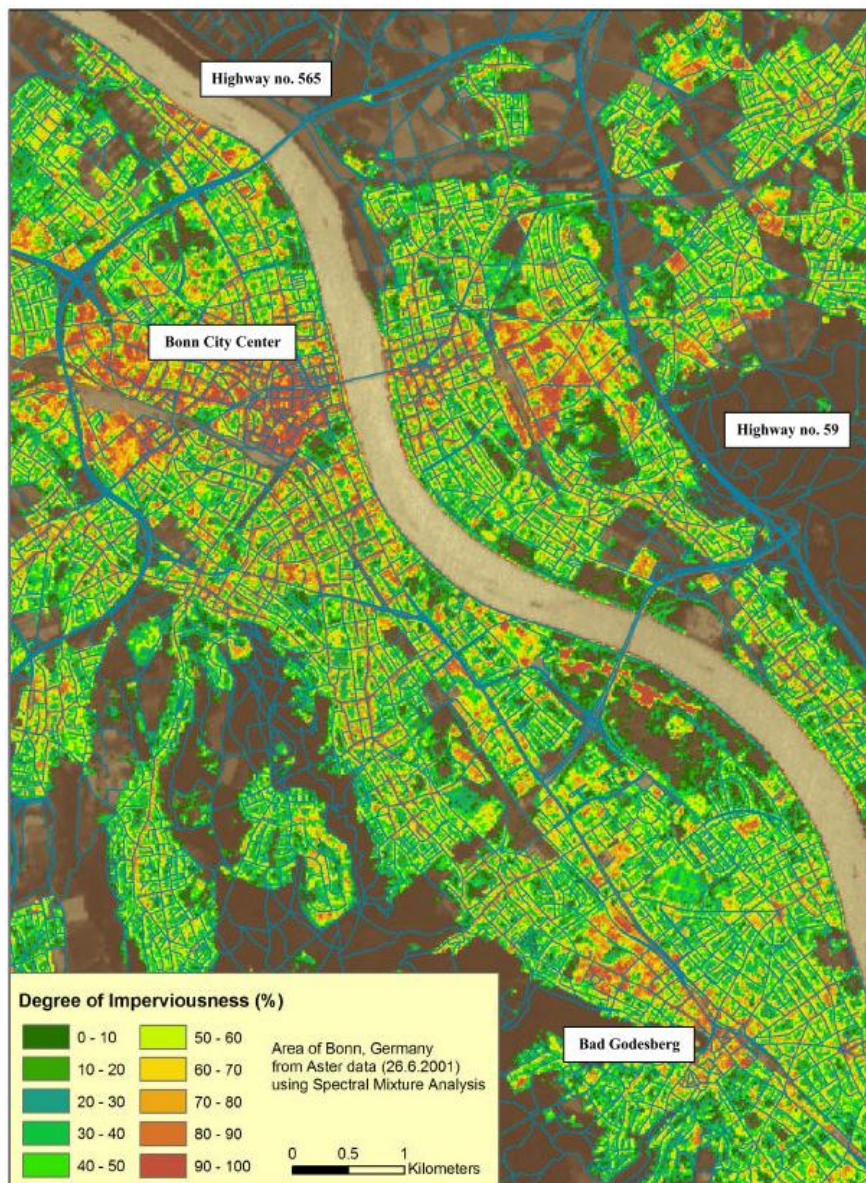 Highway no. 565
Bonn City Center
Highway no. 59
Bad Godesberg
Degree of Imperviousness (%)
0 - 10
10 - 20
20 - 30
30 - 40
40 - 50
50 - 60
60 - 70
70 - 80
80 - 90
90 - 100
Area of Bonn, Germany
from Aster data (26.6.2001)
using Spectral Mixture Analysis
0 0.5 1
Kilometers